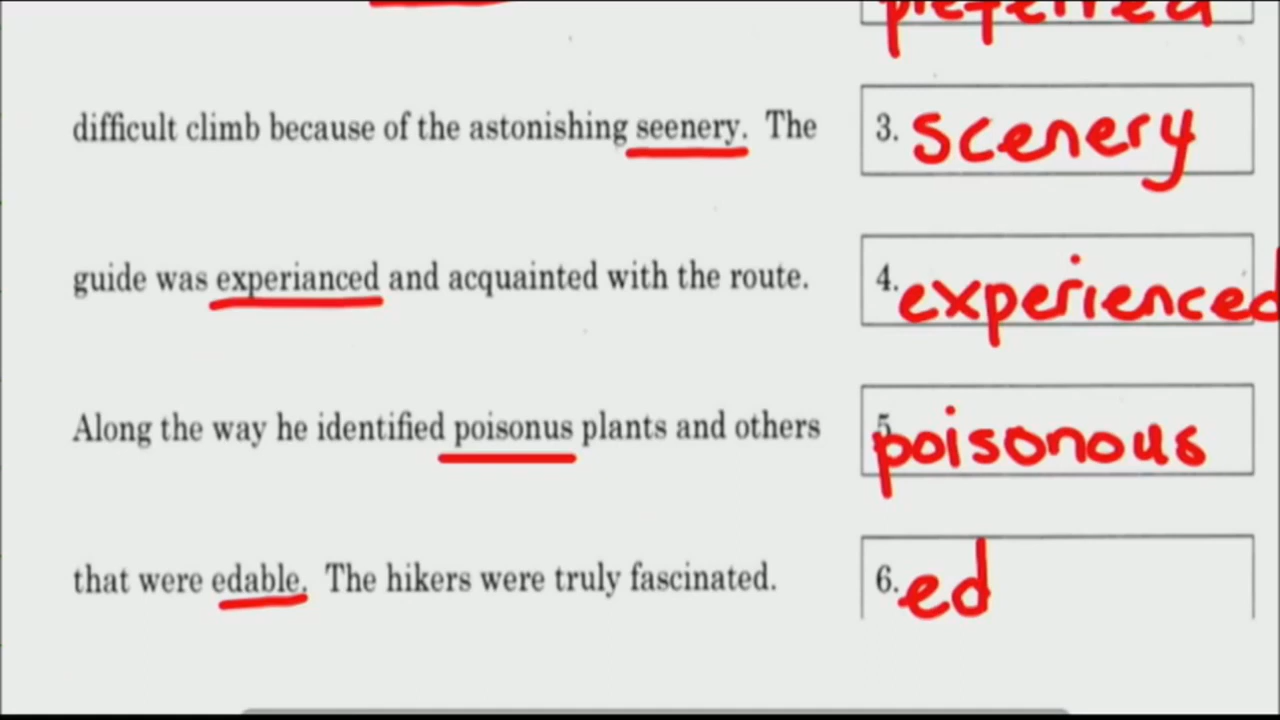 preferred
difficult climb because of the astonishing seenery. The
3. scenery
guide was experianced and acquainted with the route.
4. experienced
Along the way he identified poisonus plants and others
5. poisonous
that were edable. The hikers were truly fascinated.
6. ed